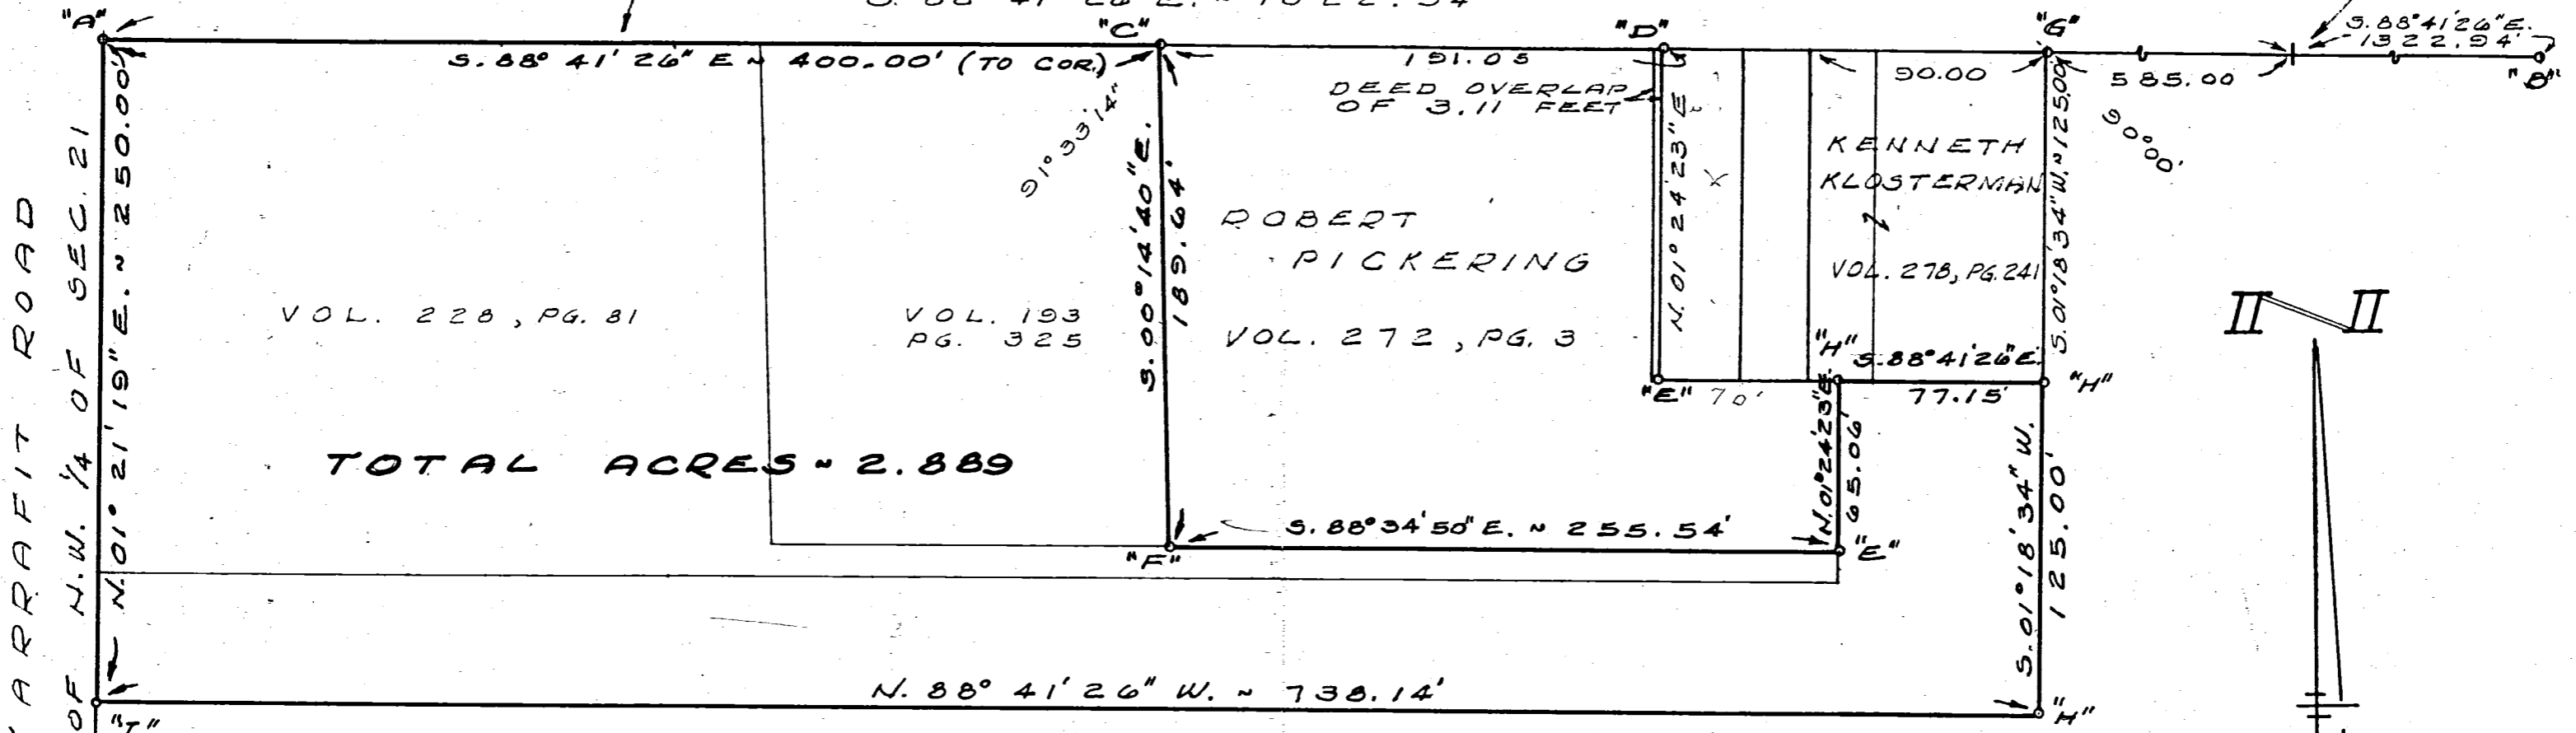 "A"
"C"
"D"
"G"
S. 88° 41' 26" E.
1322.94'
"B"
S. 88° 41' 26" E ~ 400.00' (TO COR.)
191.05
90.00
585.00
DEED OVERLAP
OF 3.11 FEET
91° 33' 14"
90°00'
N. 01° 21' 19" E. ~ 250.00'
OF N.W. 1/4 OF SEC. 21
ARRAFIT ROAD
S. 00° 14' 40" E.
189.64'
N. 01° 24' 23" E
S. 01° 18' 34" W. ~ 125.00'
KENNETH
KLOSTERMAN
VOL. 278, PG. 241
ROBERT
PICKERING
VOL. 272, PG. 3
VOL. 228, PG. 81
VOL. 193
PG. 325
"H"
S. 88° 41' 26" E.
77.15'
"H"
"E"
70'
N. 01° 24' 23" E.
65.06'
TOTAL ACRES ~ 2.889
S. 88° 34' 50" E. ~ 255.54'
"F"
"E"
S. 01° 18' 34" W.
125.00'
N. 88° 41' 26" W. ~ 738.14'
"H"